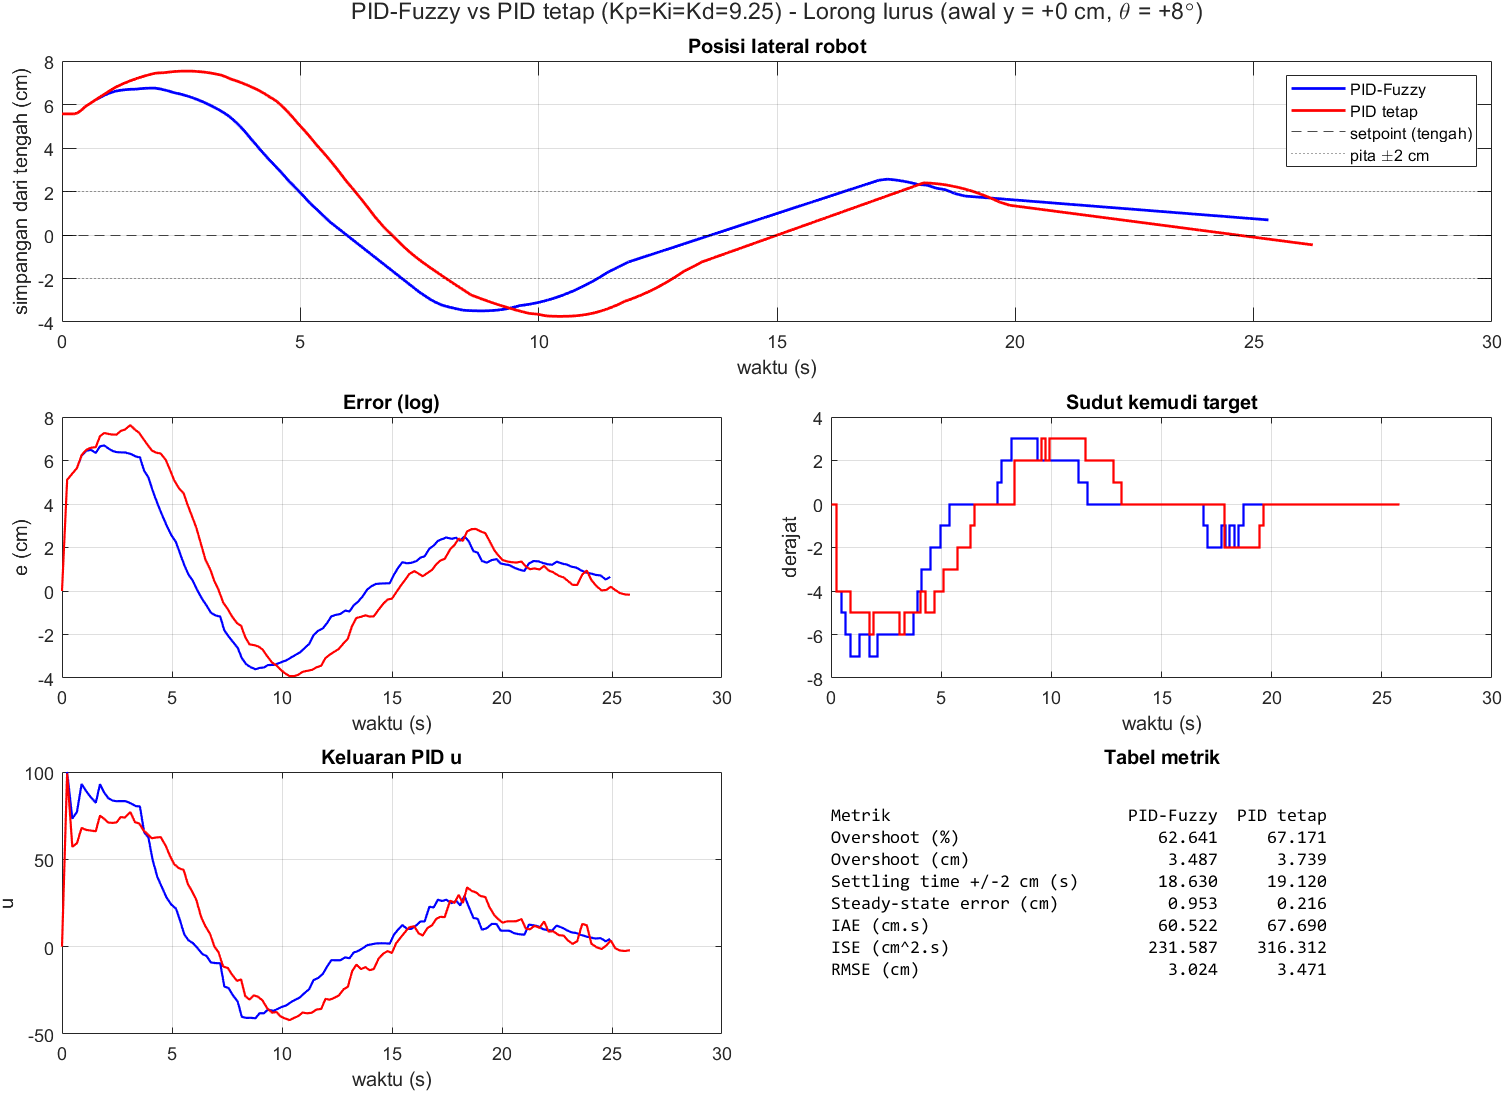 PID-Fuzzy vs PID tetap (Kp=Ki=Kd=9.25) - Lorong lurus (awal y = +0 cm, θ = +8°)
Posisi lateral robot
simpangan dari tengah (cm)
8
6
4
2
0
-2
-4
PID-Fuzzy
PID tetap
setpoint (tengah)
pita ±2 cm
0 5 10 15 20 25 30
waktu (s)
Error (log)
e (cm)
8
6
4
2
0
-2
-4
0 5 10 15 20 25 30
waktu (s)
Sudut kemudi target
derajat
4
2
0
-2
-4
-6
-8
0 5 10 15 20 25 30
waktu (s)
Keluaran PID u
u
100
50
0
-50
0 5 10 15 20 25 30
waktu (s)
Tabel metrik
Metrik PID-Fuzzy PID tetap
Overshoot (%) 62.641 67.171
Overshoot (cm) 3.487 3.739
Settling time +/-2 cm (s) 18.630 19.120
Steady-state error (cm) 0.953 0.216
IAE (cm.s) 60.522 67.690
ISE (cm^2.s) 231.587 316.312
RMSE (cm) 3.024 3.471